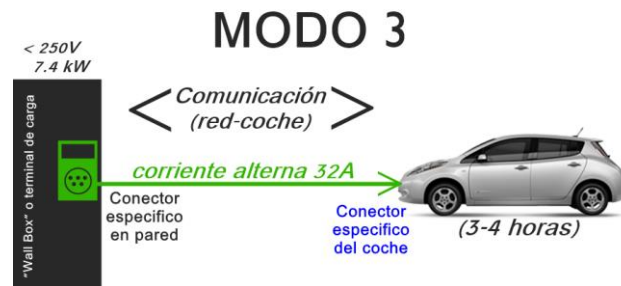 MODO 3
< 250V
7.4 kW
"Wall Box" o terminal de carga
Comunicación
(red-coche)
corriente alterna 32A
Conector
especifico
en pared
Conector
especifico
del coche
(3-4 horas)